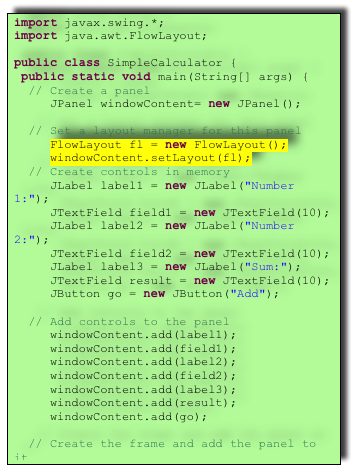 import javax.swing.*;
import java.awt.FlowLayout;

public class SimpleCalculator {
 public static void main(String[] args) {
  // Create a panel
     JPanel windowContent= new JPanel();

  // Set a layout manager for this panel
     FlowLayout fl = new FlowLayout();
     windowContent.setLayout(fl);
  // Create controls in memory
     JLabel label1 = new JLabel("Number
1:");
     JTextField field1 = new JTextField(10);
     JLabel label2 = new JLabel("Number
2:");
     JTextField field2 = new JTextField(10);
     JLabel label3 = new JLabel("Sum:");
     JTextField result = new JTextField(10);
     JButton go = new JButton("Add");

  // Add controls to the panel
     windowContent.add(label1);
     windowContent.add(field1);
     windowContent.add(label2);
     windowContent.add(field2);
     windowContent.add(label3);
     windowContent.add(result);
     windowContent.add(go);

  // Create the frame and add the panel to
it